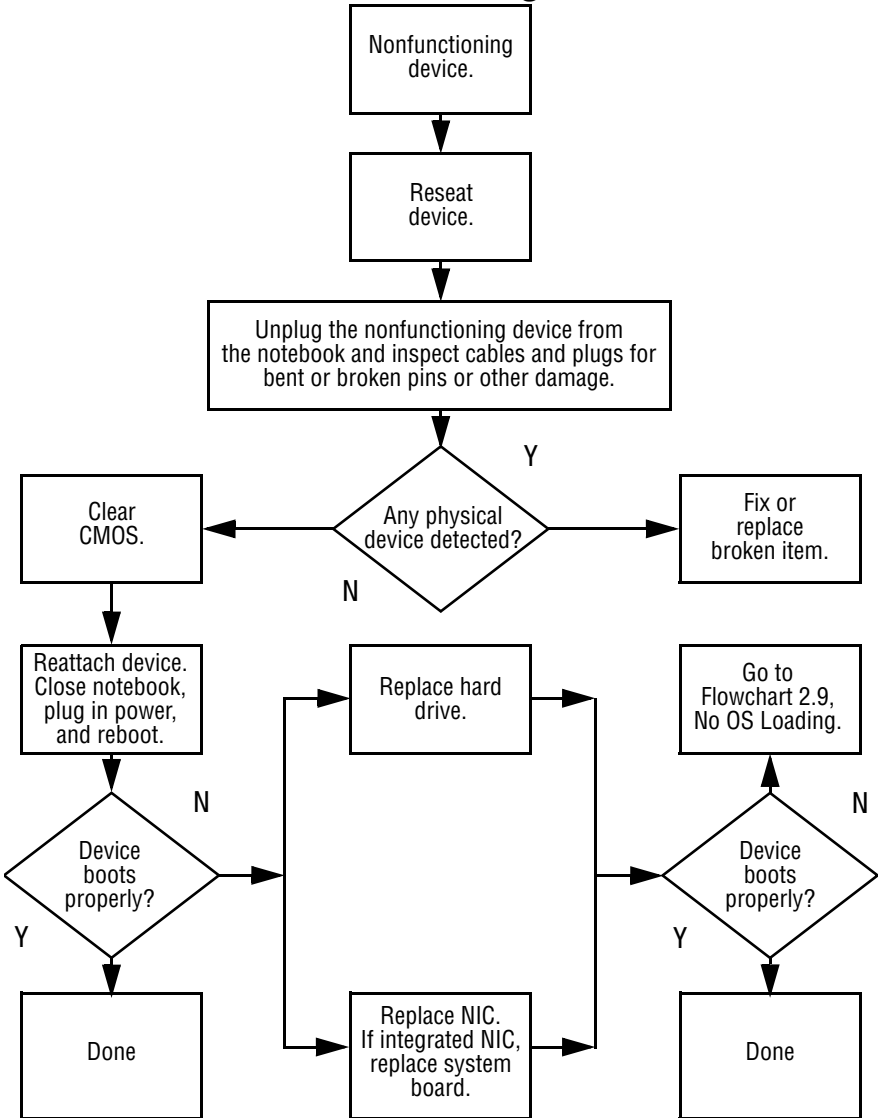 Nonfunctioning
device.
Reseat
device.
Unplug the nonfunctioning device from
the notebook and inspect cables and plugs for
bent or broken pins or other damage.
Y
Any physical
device detected?
N
Clear
CMOS.
Fix or
replace
broken item.
Reattach device.
Close notebook,
plug in power,
and reboot.
Replace hard
drive.
Go to
Flowchart 2.9,
No OS Loading.
N
Device
boots
properly?
Y
N
Device
boots
properly?
Y
Done
Replace NIC.
If integrated NIC,
replace system
board.
Done